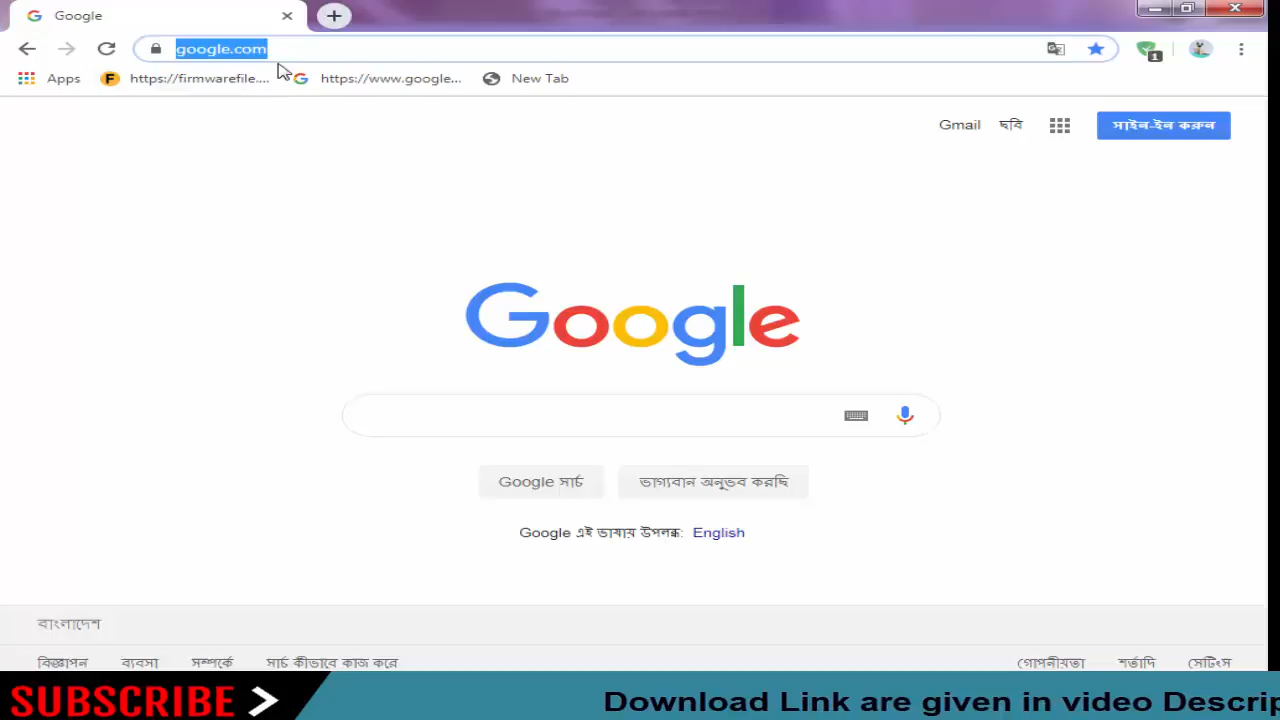 Google
google.com
1
Apps
F
https://firmwarefile....
https://www.google...
New Tab
Gmail ছবি
সাইন-ইন করুন
Google
Google সার্চ
ভাগ্যবান অনুভব করছি
Google এই ভাষায় উপলব্ধ: English
বাংলাদেশ
বিজ্ঞাপন ব্যবসা সম্পর্কে সার্চ কীভাবে কাজ করে গোপনীয়তা শর্তাদি সেটিংস
SUBSCRIBE
Download Link are given in video Descrip